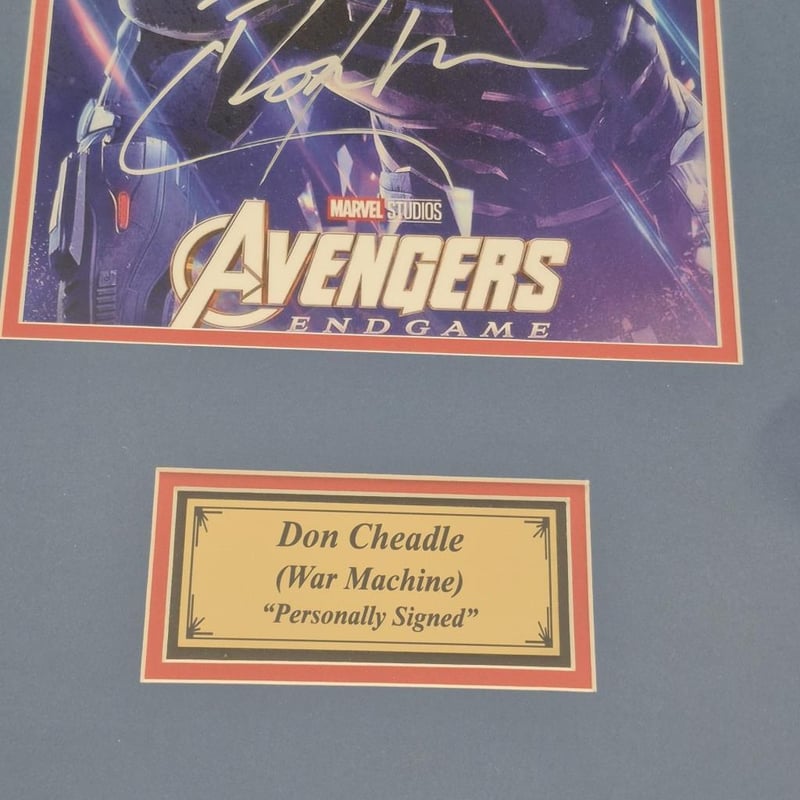 MARVEL STUDIOS
AVENGERS
ENDGAME
Don Cheadle
(War Machine)
“Personally Signed”